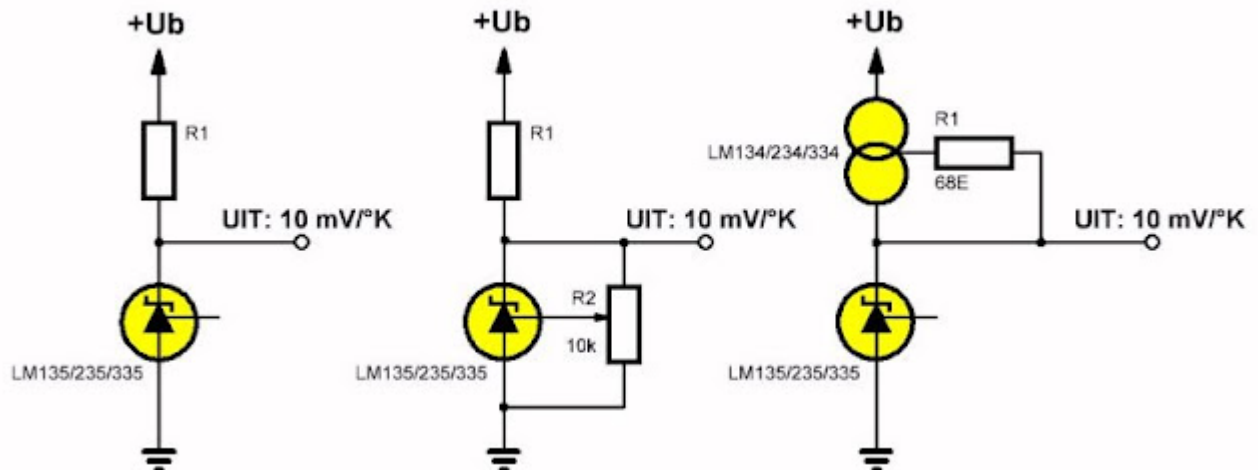 +Ub
R1
UIT: 10 mV/°K
LM135/235/335
+Ub
R1
UIT: 10 mV/°K
R2
10k
LM135/235/335
+Ub
R1
LM134/234/334
68E
UIT: 10 mV/°K
LM135/235/335